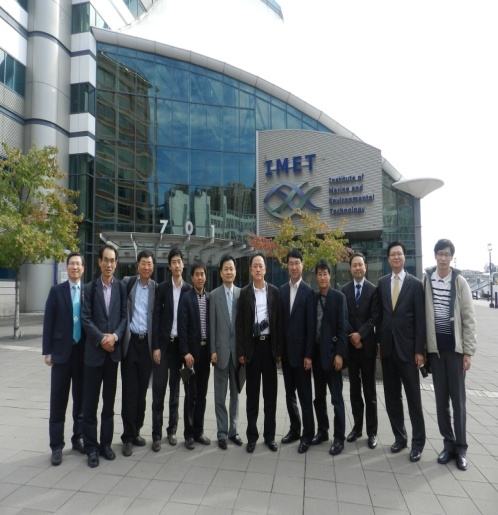 IMET
Institute of
Marine and
Environmental
Technology
701